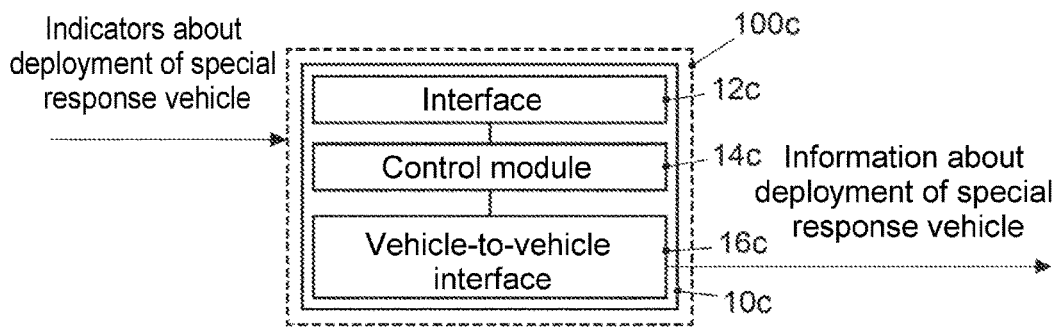 Indicators about
deployment of special
response vehicle
100c
Interface
12c
Control module
14c
Vehicle-to-vehicle
interface
16c
10c
Information about
deployment of special
response vehicle